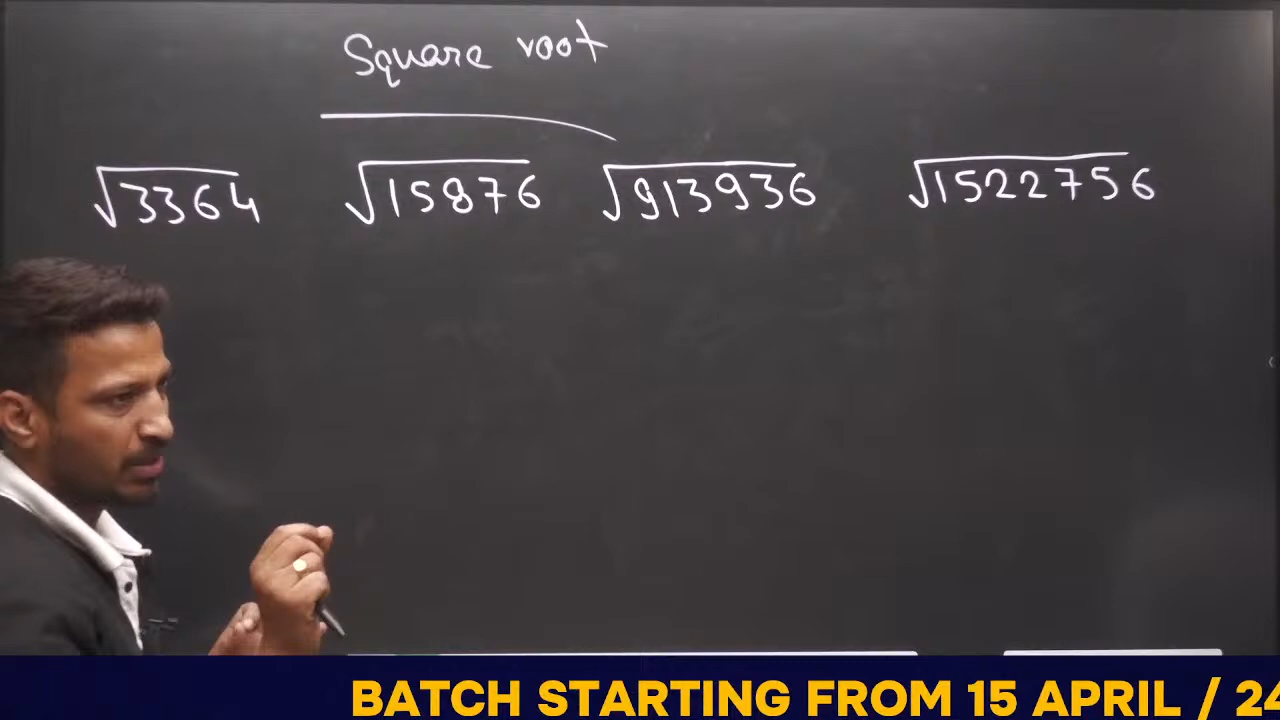 Square root
√3364 √15876 √913936 √1522756
BATCH STARTING FROM 15 APRIL / 24